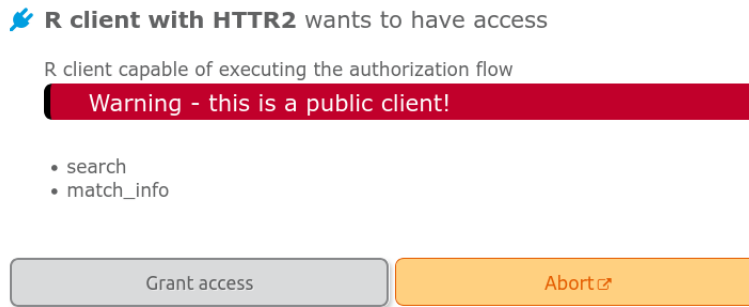 R client with HTTR2 wants to have access
R client capable of executing the authorization flow
Warning - this is a public client!
• search
• match_info
Grant access
Abort